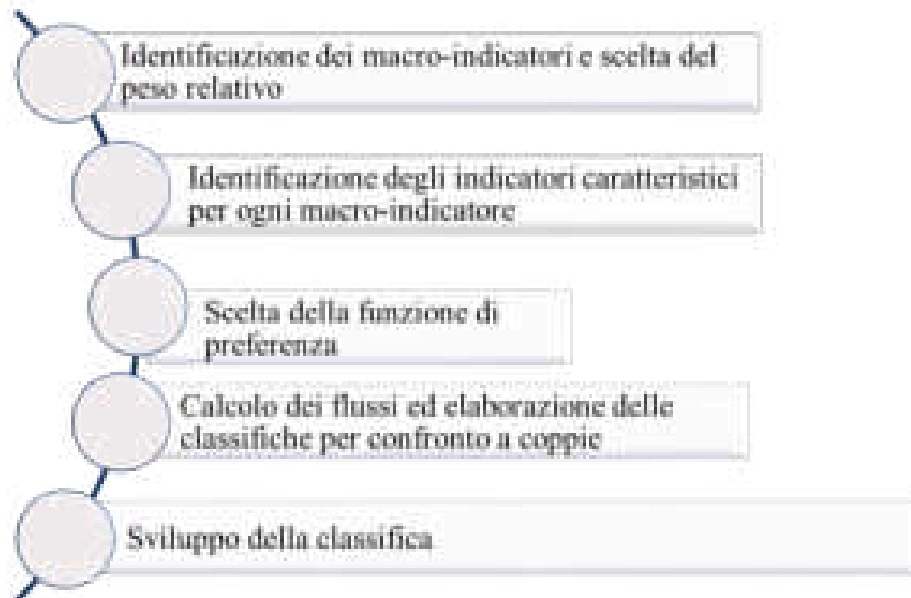 Identificazione dei macro-indicatori e scelta del
peso relativo
Identificazione degli indicatori caratteristici
per ogni macro-indicatore
Scelta della funzione di
preferenza
Calcolo dei flussi ed elaborazione delle
classifiche per confronto a coppie
Sviluppo della classifica